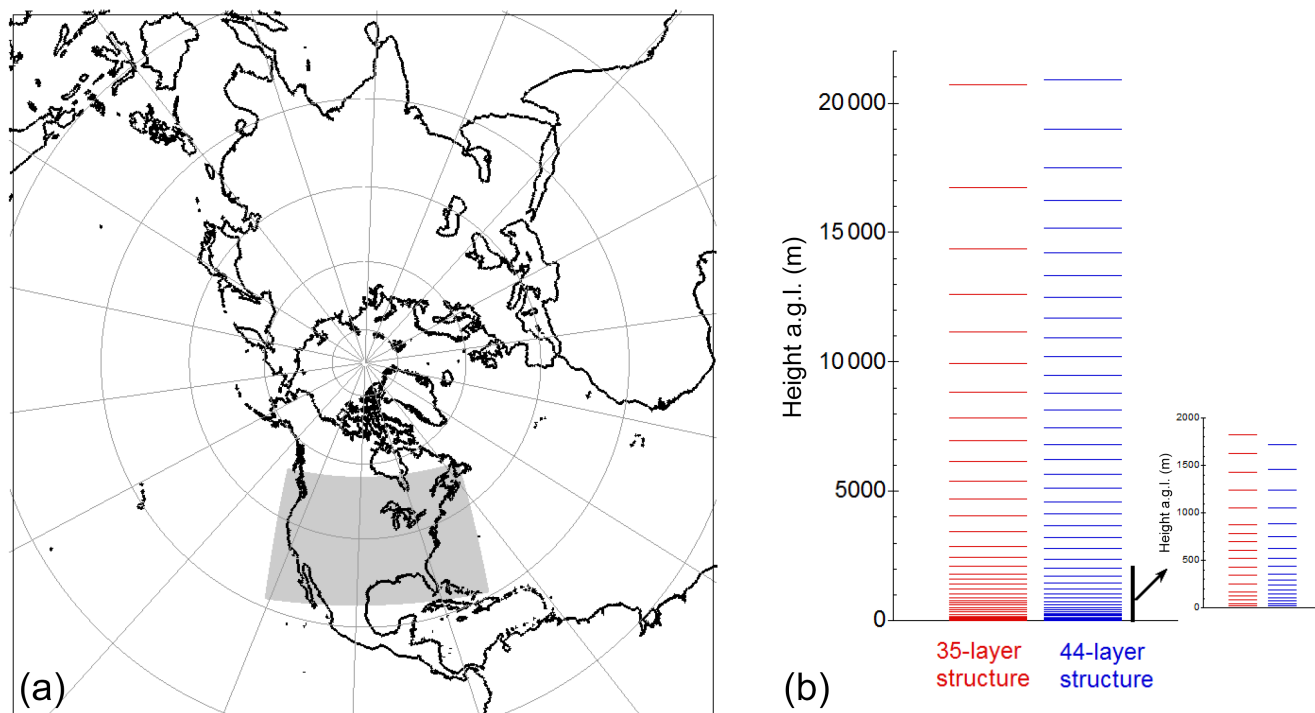 (a)
Height a.g.l. (m)
20 000
15 000
10 000
5000
0
35-layer
structure
44-layer
structure
Height a.g.l. (m)
2000
1500
1000
500
0
(b)